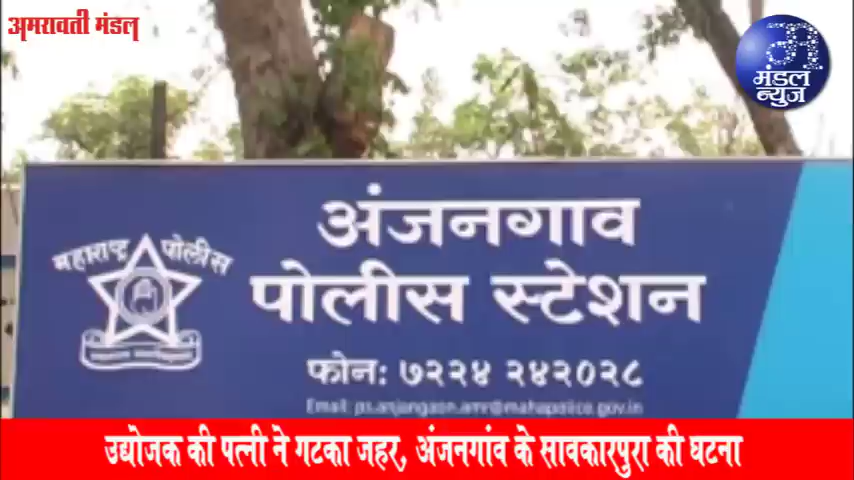 अमरावती मंडल
मंडल
न्युज
अंजनगाव
महाराष्ट्र पोलीस
पोलीस स्टेशन
फोन: ७२२४ २४२०२८
Email: ps.anjangaon.amr@mahapolice.gov.in
उद्योजक की पत्नी ने गटका जहर, अंजनगांव के सावकारपुरा की घटना